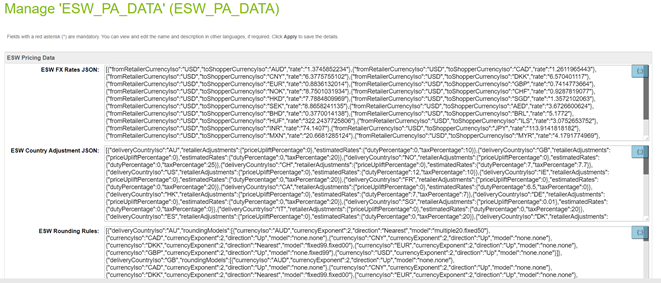 Manage 'ESW_PA_DATA' (ESW_PA_DATA)
Fields with a red asterisk (*) are mandatory. You can view and edit the name and description in other languages, if required. Click Apply to save the details.
ESW Pricing Data
ESW FX Rates JSON:
[{"fromRetailerCurrencyIso":"USD","toShopperCurrencyIso":"AUD","rate":"1.3745852234"},{"fromRetailerCurrencyIso":"USD","toShopperCurrencyIso":"CAD","rate":"1.2611965443"},
{"fromRetailerCurrencyIso":"USD","toShopperCurrencyIso":"CNY","rate":"6.3775755102"},{"fromRetailerCurrencyIso":"USD","toShopperCurrencyIso":"DKK","rate":"6.570401117"},
{"fromRetailerCurrencyIso":"USD","toShopperCurrencyIso":"EUR","rate":"0.8836132014"},{"fromRetailerCurrencyIso":"USD","toShopperCurrencyIso":"GBP","rate":"0.7414773664"},
{"fromRetailerCurrencyIso":"USD","toShopperCurrencyIso":"NOK","rate":"8.7501031934"},{"fromRetailerCurrencyIso":"USD","toShopperCurrencyIso":"CHF","rate":"0.9287819077"},
{"fromRetailerCurrencyIso":"USD","toShopperCurrencyIso":"HKD","rate":"7.7884809969"},{"fromRetailerCurrencyIso":"USD","toShopperCurrencyIso":"SGD","rate":"1.3572102063"},
{"fromRetailerCurrencyIso":"USD","toShopperCurrencyIso":"SEK","rate":"8.8658241135"},{"fromRetailerCurrencyIso":"USD","toShopperCurrencyIso":"AED","rate":"3.6726600624"},
{"fromRetailerCurrencyIso":"USD","toShopperCurrencyIso":"BHD","rate":"0.3770014138"},{"fromRetailerCurrencyIso":"USD","toShopperCurrencyIso":"BRL","rate":"5.1772"},
{"fromRetailerCurrencyIso":"USD","toShopperCurrencyIso":"HUF","rate":"322.2437725806"},{"fromRetailerCurrencyIso":"USD","toShopperCurrencyIso":"ILS","rate":"3.0752653752"},
{"fromRetailerCurrencyIso":"USD","toShopperCurrencyIso":"INR","rate":"74.1407"},{"fromRetailerCurrencyIso":"USD","toShopperCurrencyIso":"JPY","rate":"113.9141818182"},
{"fromRetailerCurrencyIso":"USD","toShopperCurrencyIso":"MXN","rate":"20.6681285124"},{"fromRetailerCurrencyIso":"USD","toShopperCurrencyIso":"MYR","rate":"4.1791774969"},
ESW Country Adjustment JSON:
[{"deliveryCountryIso":"AU","retailerAdjustments":{"priceUpliftPercentage":0},"estimatedRates":{"dutyPercentage":0,"taxPercentage":10}},{"deliveryCountryIso":"GB","retailerAdjustments":
{"priceUpliftPercentage":0},"estimatedRates":{"dutyPercentage":0,"taxPercentage":20}},{"deliveryCountryIso":"NO","retailerAdjustments":{"priceUpliftPercentage":0},"estimatedRates":
{"dutyPercentage":0,"taxPercentage":25}},{"deliveryCountryIso":"CH","retailerAdjustments":{"priceUpliftPercentage":0},"estimatedRates":{"dutyPercentage":0,"taxPercentage":7.7}},
{"deliveryCountryIso":"US","retailerAdjustments":{"priceUpliftPercentage":0},"estimatedRates":{"dutyPercentage":12,"taxPercentage":10}},{"deliveryCountryIso":"IE","retailerAdjustments":
{"priceUpliftPercentage":0},"estimatedRates":{"dutyPercentage":0,"taxPercentage":20}},{"deliveryCountryIso":"FR","retailerAdjustments":{"priceUpliftPercentage":0},"estimatedRates":
{"dutyPercentage":0,"taxPercentage":20}},{"deliveryCountryIso":"CA","retailerAdjustments":{"priceUpliftPercentage":0},"estimatedRates":{"dutyPercentage":6.5,"taxPercentage":0}},
{"deliveryCountryIso":"HK","retailerAdjustments":{"priceUpliftPercentage":0},"estimatedRates":{"dutyPercentage":7,"taxPercentage":7}},{"deliveryCountryIso":"DE","retailerAdjustments":
{"priceUpliftPercentage":0},"estimatedRates":{"dutyPercentage":0,"taxPercentage":20}},{"deliveryCountryIso":"SG","retailerAdjustments":{"priceUpliftPercentage":0.01},"estimatedRates":
{"dutyPercentage":0,"taxPercentage":0}},{"deliveryCountryIso":"IT","retailerAdjustments":{"priceUpliftPercentage":0},"estimatedRates":{"dutyPercentage":0,"taxPercentage":20}},
{"deliveryCountryIso":"ES","retailerAdjustments":{"priceUpliftPercentage":0},"estimatedRates":{"dutyPercentage":0,"taxPercentage":20}},{"deliveryCountryIso":"DK","retailerAdjustments":
ESW Rounding Rules:
[{"deliveryCountryIso":"AU","roundingModels":[{"currencyIso":"AUD","currencyExponent":2,"direction":"Nearest","model":"multiple20.fixed50"},
{"currencyIso":"CAD","currencyExponent":2,"direction":"Up","model":"none.none"},{"currencyIso":"CNY","currencyExponent":2,"direction":"Up","model":"none.none"},
{"currencyIso":"DKK","currencyExponent":2,"direction":"Nearest","model":"fixed99.fixed00"},{"currencyIso":"EUR","currencyExponent":2,"direction":"Up","model":"none.none"},
{"currencyIso":"GBP","currencyExponent":2,"direction":"Up","model":"none.fixed99"},{"currencyIso":"USD","currencyExponent":2,"direction":"Up","model":"none.none"}]},
{"deliveryCountryIso":"GB","roundingModels":[{"currencyIso":"AUD","currencyExponent":2,"direction":"Up","model":"none.none"},
{"currencyIso":"CAD","currencyExponent":2,"direction":"Up","model":"none.none"},{"currencyIso":"CNY","currencyExponent":2,"direction":"Up","model":"none.none"},
{"currencyIso":"DKK","currencyExponent":2,"direction":"Nearest","model":"fixed99.fixed00"},{"currencyIso":"EUR","currencyExponent":2,"direction":"Up","model":"none.none"},